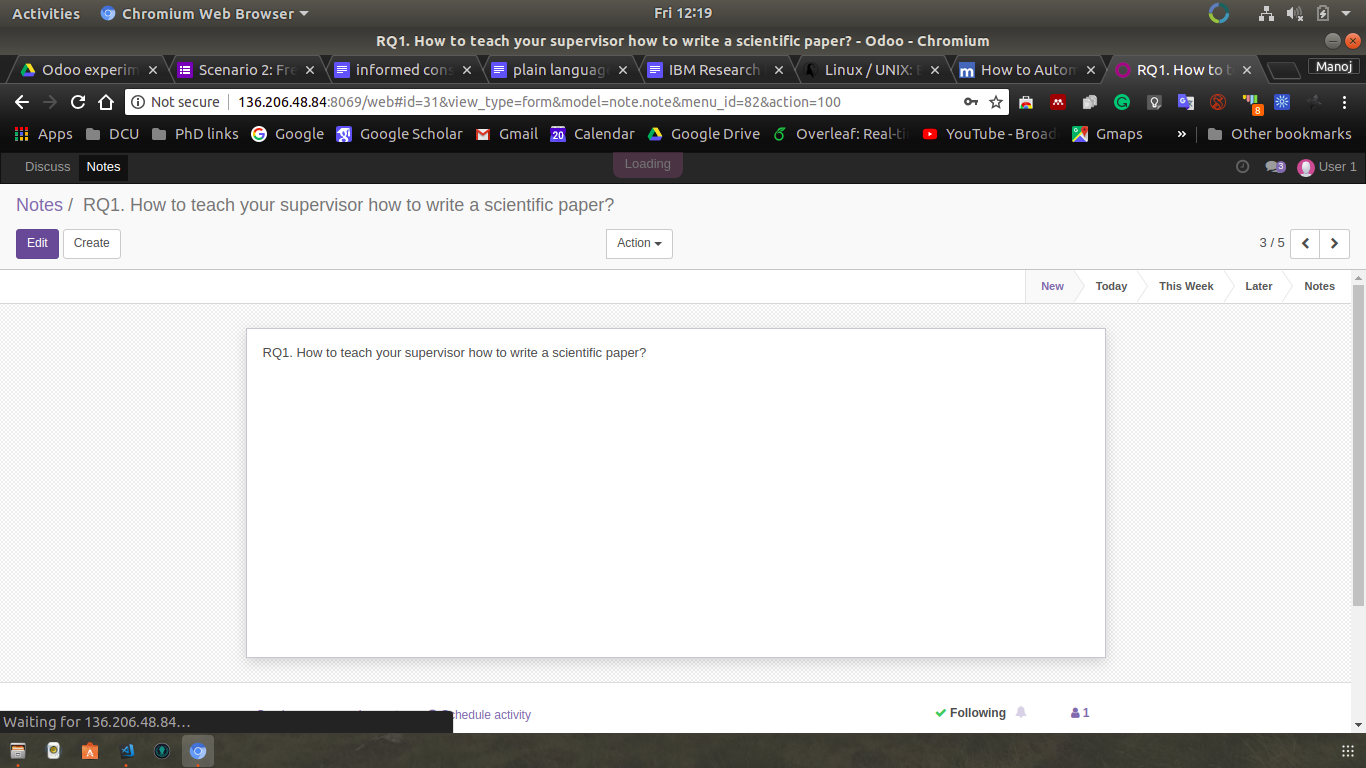 Activities Chromium Web Browser Fri 12:19
RQ1. How to teach your supervisor how to write a scientific paper? - Odoo - Chromium
Odoo experim Scenario 2: Fre informed cons plain language IBM Research Linux / UNIX: How to Autom RQ1. How to t Manoj
Not secure 136.206.48.84:8069/web#id=31&view_type=form&model=note.note&menu_id=82&action=100 8
Apps DCU PhD links Google Google Scholar 20 Gmail Calendar Google Drive Overleaf: Real-ti YouTube - Broad Gmaps » Other bookmarks
Discuss Notes Loading 3 User 1
Notes / RQ1. How to teach your supervisor how to write a scientific paper?
Edit Create Action 3 / 5
New Today This Week Later Notes
RQ1. How to teach your supervisor how to write a scientific paper?
Schedule activity Following 1
Waiting for 136.206.48.84...